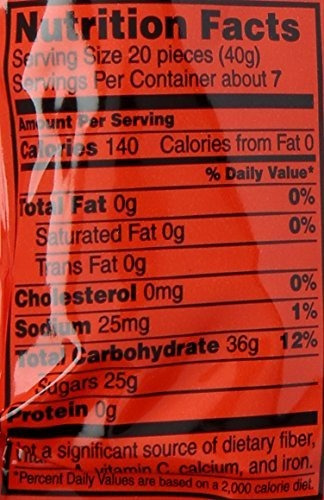 Nutrition Facts
Serving Size 20 pieces (40g)
Servings Per Container about 7
Amount Per Serving
Calories 140 Calories from Fat 0
% Daily Value*
Total Fat 0g 0%
Saturated Fat 0g 0%
Trans Fat 0g
Cholesterol 0mg 0%
Sodium 25mg 1%
Total Carbohydrate 36g 12%
Sugars 25g
Protein 0g
a significant source of dietary fiber,
vitamin C, calcium, and iron.
*Percent Daily Values are based on a 2,000 calorie diet.